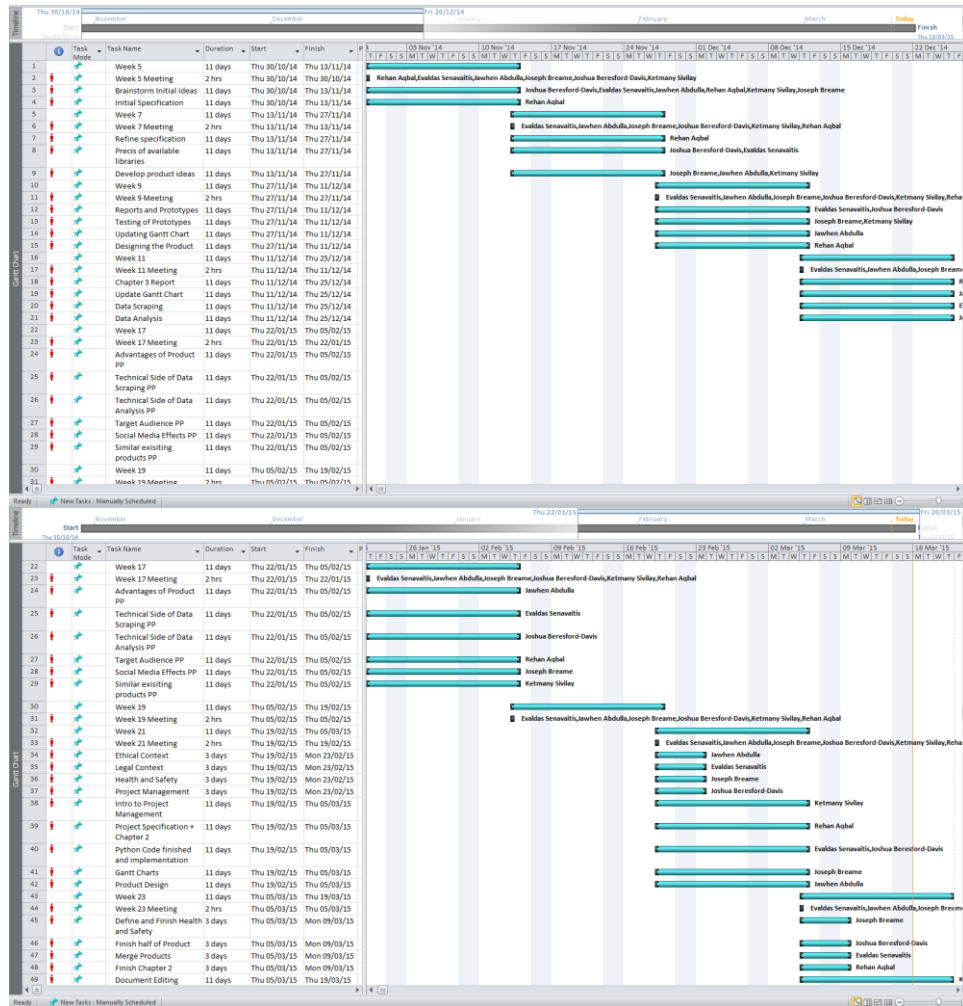 Thu 30/10/14 Fri 26/12/14
Timeline November December January February March Today
Start Finish
Thu 30/10/14 Thu 19/03/15
Task Mode Task Name Duration Start Finish 03 Nov '14 10 Nov '14 17 Nov '14 24 Nov '14 01 Dec '14 08 Dec '14 15 Dec '14 22 Dec '14
T F S S M T W T F S S M T W T F S S M T W T F S S M T W T F S S M T W T F S S M T W T F S S M T W T F S S M T W T F S S M T W T F
Gantt Chart
1 Week 5 11 days Thu 30/10/14 Thu 13/11/14
2 Week 5 Meeting 2 hrs Thu 30/10/14 Thu 30/10/14 Rehan Aqbal,Evaldas Senavaitis,Jawhen Abdulla,Joseph Breame,Joshua Beresford-Davis,Ketmany Sivilay
3 Brainstorm Initial ideas 11 days Thu 30/10/14 Thu 13/11/14 Joshua Beresford-Davis,Evaldas Senavaitis,Jawhen Abdulla,Rehan Aqbal,Ketmany Sivilay,Joseph Breame
4 Initial Specification 11 days Thu 30/10/14 Thu 13/11/14 Rehan Aqbal
5 Week 7 11 days Thu 13/11/14 Thu 27/11/14
6 Week 7 Meeting 2 hrs Thu 13/11/14 Thu 13/11/14 Evaldas Senavaitis,Jawhen Abdulla,Joseph Breame,Joshua Beresford-Davis,Ketmany Sivilay,Rehan Aqbal
7 Refine specification 11 days Thu 13/11/14 Thu 27/11/14 Rehan Aqbal
8 Precis of available 11 days Thu 13/11/14 Thu 27/11/14 Joshua Beresford-Davis,Evaldas Senavaitis
libraries
9 Develop product ideas 11 days Thu 13/11/14 Thu 27/11/14 Joseph Breame,Jawhen Abdulla,Ketmany Sivilay
10 Week 9 11 days Thu 27/11/14 Thu 11/12/14
11 Week 9 Meeting 2 hrs Thu 27/11/14 Thu 27/11/14 Evaldas Senavaitis,Jawhen Abdulla,Joseph Breame,Joshua Beresford-Davis,Ketmany Sivilay,Reha
12 Reports and Prototypes 11 days Thu 27/11/14 Thu 11/12/14 Evaldas Senavaitis,Joshua Beresford-Davis
13 Testing of Prototypes 11 days Thu 27/11/14 Thu 11/12/14 Joseph Breame,Ketmany Sivilay
14 Updating Gantt Chart 11 days Thu 27/11/14 Thu 11/12/14 Jawhen Abdulla
15 Designing the Product 11 days Thu 27/11/14 Thu 11/12/14 Rehan Aqbal
16 Week 11 11 days Thu 11/12/14 Thu 25/12/14
17 Week 11 Meeting 2 hrs Thu 11/12/14 Thu 11/12/14 Evaldas Senavaitis,Jawhen Abdulla,Joseph Breame
18 Chapter 3 Report 11 days Thu 11/12/14 Thu 25/12/14
19 Update Gantt Chart 11 days Thu 11/12/14 Thu 25/12/14
20 Data Scraping 11 days Thu 11/12/14 Thu 25/12/14
21 Data Analysis 11 days Thu 11/12/14 Thu 25/12/14
22 Week 17 11 days Thu 22/01/15 Thu 05/02/15
23 Week 17 Meeting 2 hrs Thu 22/01/15 Thu 22/01/15
24 Advantages of Product 11 days Thu 22/01/15 Thu 05/02/15
PP
25 Technical Side of Data 11 days Thu 22/01/15 Thu 05/02/15
Scraping PP
26 Technical Side of Data 11 days Thu 22/01/15 Thu 05/02/15
Analysis PP
27 Target Audience PP 11 days Thu 22/01/15 Thu 05/02/15
28 Social Media Effects PP 11 days Thu 22/01/15 Thu 05/02/15
29 Similar exisiting 11 days Thu 22/01/15 Thu 05/02/15
products PP
30 Week 19 11 days Thu 05/02/15 Thu 19/02/15
31 Week 19 Meeting 2 hrs Thu 05/02/15 Thu 05/02/15
Ready New Tasks : Manually Scheduled
Thu 22/01/15 Fri 20/03/15
Timeline November December January February March Today
Start Finish
Thu 30/10/14
Task Mode Task Name Duration Start Finish 26 Jan '15 02 Feb '15 09 Feb '15 16 Feb '15 23 Feb '15 02 Mar '15 09 Mar '15 16 Mar '15
T F S S M T W T F S S M T W T F S S M T W T F S S M T W T F S S M T W T F S S M T W T F S S M T W T F S S M T W T F S S M T W T F
Gantt Chart
22 Week 17 11 days Thu 22/01/15 Thu 05/02/15
23 Week 17 Meeting 2 hrs Thu 22/01/15 Thu 22/01/15 Evaldas Senavaitis,Jawhen Abdulla,Joseph Breame,Joshua Beresford-Davis,Ketmany Sivilay,Rehan Aqbal
24 Advantages of Product 11 days Thu 22/01/15 Thu 05/02/15 Jawhen Abdulla
PP
25 Technical Side of Data 11 days Thu 22/01/15 Thu 05/02/15 Evaldas Senavaitis
Scraping PP
26 Technical Side of Data 11 days Thu 22/01/15 Thu 05/02/15 Joshua Beresford-Davis
Analysis PP
27 Target Audience PP 11 days Thu 22/01/15 Thu 05/02/15 Rehan Aqbal
28 Social Media Effects PP 11 days Thu 22/01/15 Thu 05/02/15 Joseph Breame
29 Similar exisiting 11 days Thu 22/01/15 Thu 05/02/15 Ketmany Sivilay
products PP
30 Week 19 11 days Thu 05/02/15 Thu 19/02/15
31 Week 19 Meeting 2 hrs Thu 05/02/15 Thu 05/02/15 Evaldas Senavaitis,Jawhen Abdulla,Joseph Breame,Joshua Beresford-Davis,Ketmany Sivilay,Rehan Aqbal
32 Week 21 11 days Thu 19/02/15 Thu 05/03/15
33 Week 21 Meeting 2 hrs Thu 19/02/15 Thu 19/02/15 Evaldas Senavaitis,Jawhen Abdulla,Joseph Breame,Joshua Beresford-Davis,Ketmany Sivilay,Reha
34 Ethical Context 3 days Thu 19/02/15 Mon 23/02/15 Jawhen Abdulla
35 Legal Context 3 days Thu 19/02/15 Mon 23/02/15 Evaldas Senavaitis
36 Health and Safety 3 days Thu 19/02/15 Mon 23/02/15 Joseph Breame
37 Project Management 3 days Thu 19/02/15 Mon 23/02/15 Joshua Beresford-Davis
38 Intro to Project 11 days Thu 19/02/15 Thu 05/03/15 Ketmany Sivilay
Management
39 Project Specification + 11 days Thu 19/02/15 Thu 05/03/15 Rehan Aqbal
Chapter 2
40 Python Code finished 11 days Thu 19/02/15 Thu 05/03/15 Evaldas Senavaitis,Joshua Beresford-Davis
and implementation
41 Gantt Charts 11 days Thu 19/02/15 Thu 05/03/15 Joseph Breame
42 Product Design 11 days Thu 19/02/15 Thu 05/03/15 Jawhen Abdulla
43 Week 23 11 days Thu 05/03/15 Thu 19/03/15
44 Week 23 Meeting 2 hrs Thu 05/03/15 Thu 05/03/15 Evaldas Senavaitis,Jawhen Abdulla,Joseph Breame
45 Define and Finish Health 3 days Thu 05/03/15 Mon 09/03/15 Joseph Breame
and Safety
46 Finish half of Product 3 days Thu 05/03/15 Mon 09/03/15 Joshua Beresford-Davis
47 Merge Products 3 days Thu 05/03/15 Mon 09/03/15 Evaldas Senavaitis
48 Finish Chapter 2 3 days Thu 05/03/15 Mon 09/03/15 Rehan Aqbal
49 Document Editing 11 days Thu 05/03/15 Thu 19/03/15 K
Ready New Tasks : Manually Scheduled